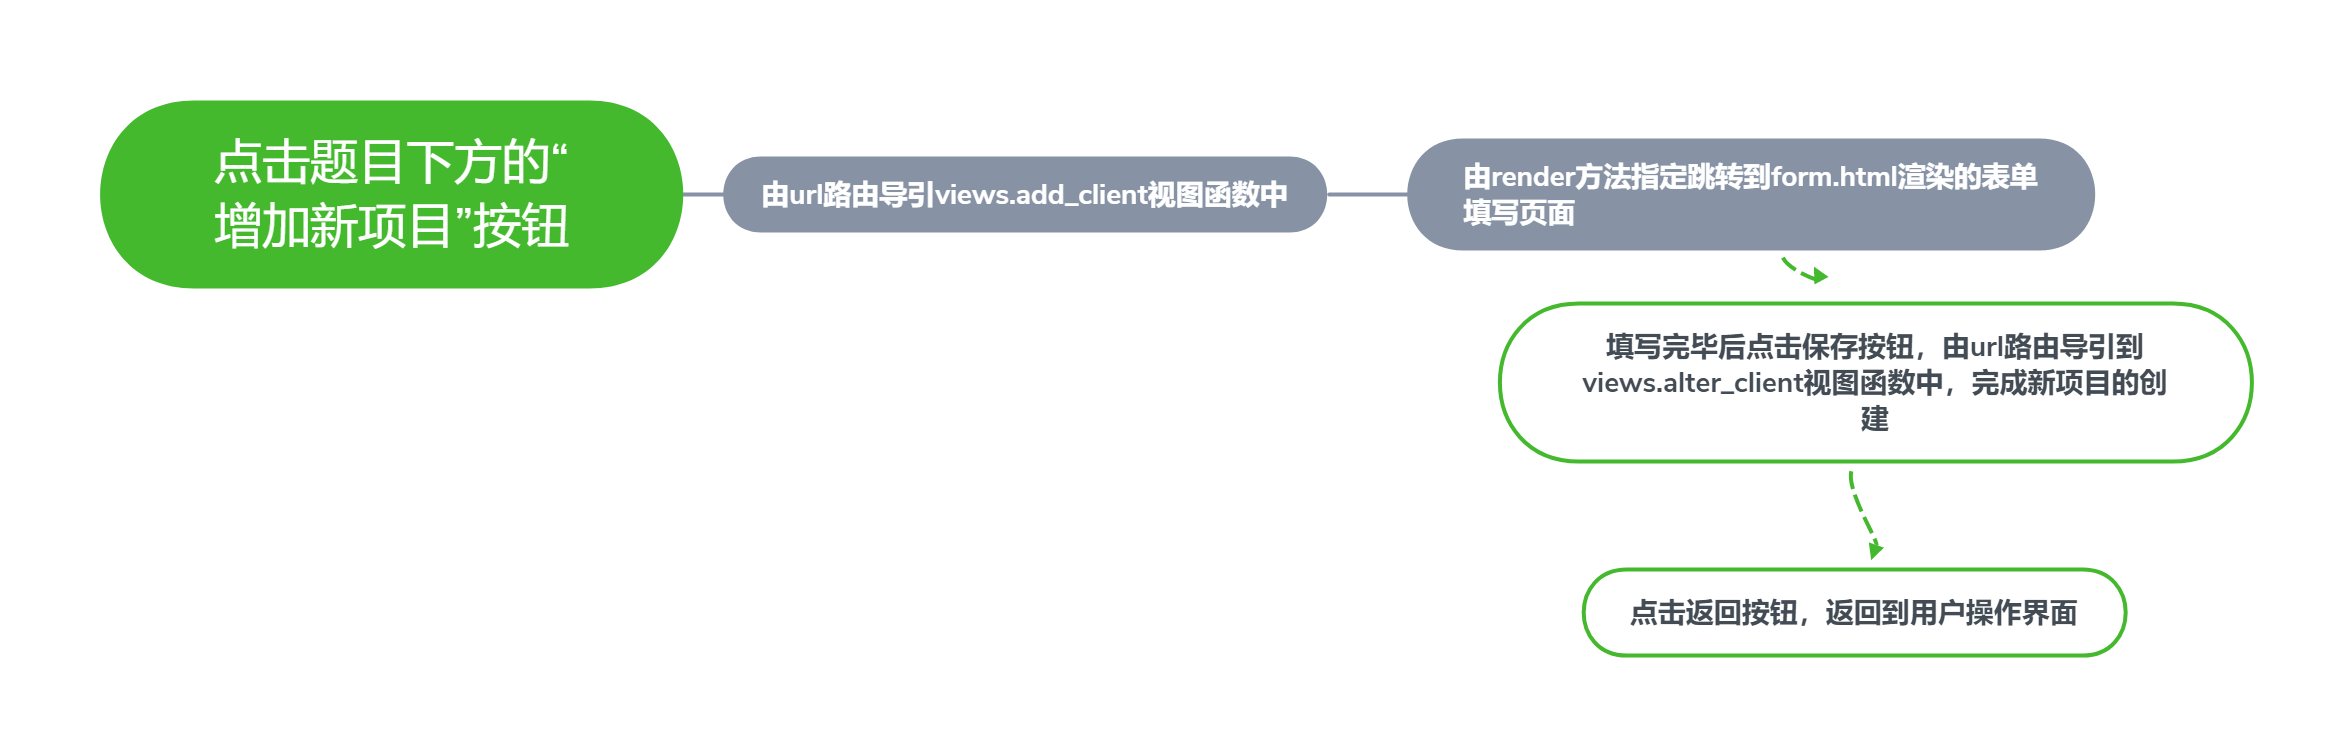 点击题目下方的“
增加新项目”按钮
由url路由导引views.add_client视图函数中
由render方法指定跳转到form.html渲染的表单
填写页面
填写完毕后点击保存按钮，由url路由导引到
views.alter_client视图函数中，完成新项目的创
建
点击返回按钮，返回到用户操作界面